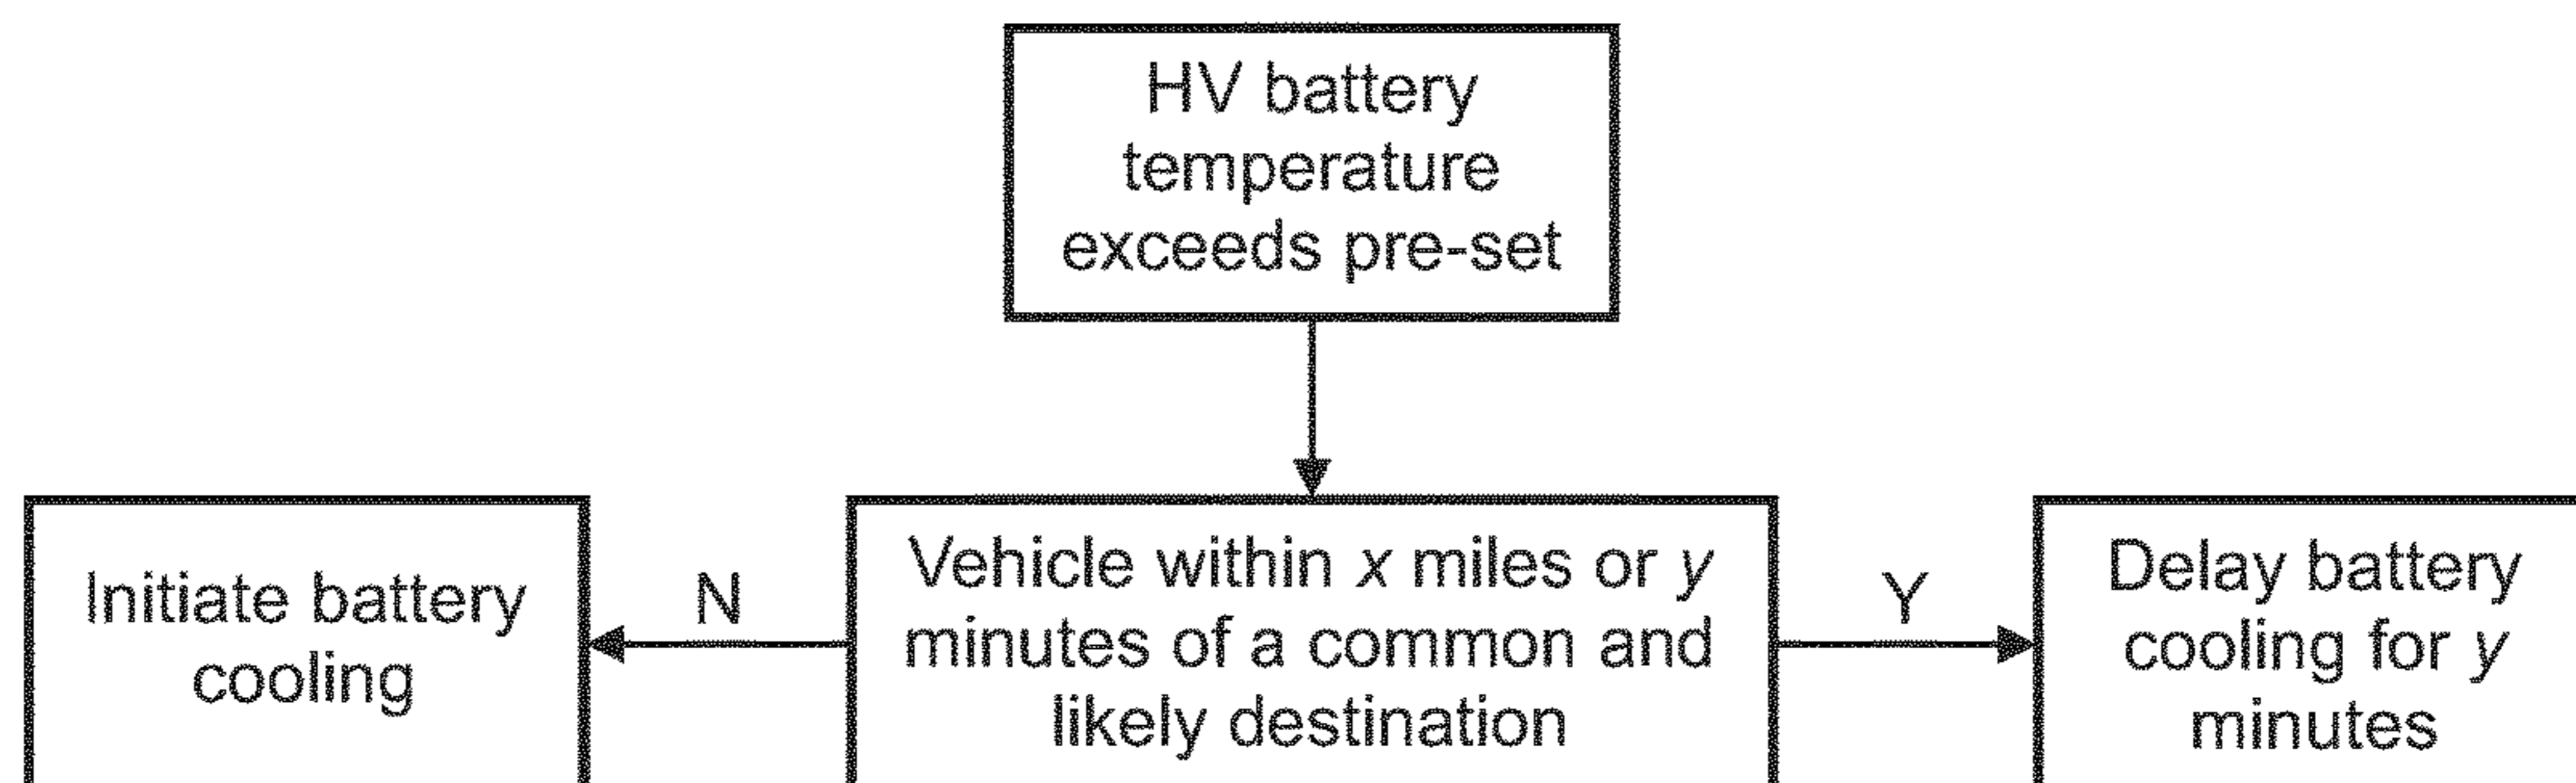 HV battery
temperature
exceeds pre-set
Initiate battery
cooling
N
Vehicle within x miles or y
minutes of a common and
likely destination
Y
Delay battery
cooling for y
minutes